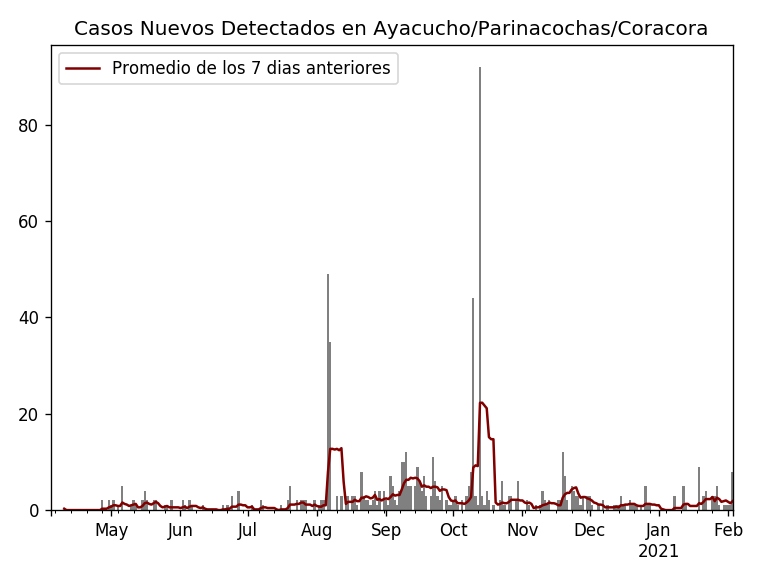 Casos Nuevos Detectados en Ayacucho/Parinacochas/Coracora
Promedio de los 7 dias anteriores
80
60
40
20
0
May Jun Jul Aug Sep Oct Nov Dec Jan Feb
2021